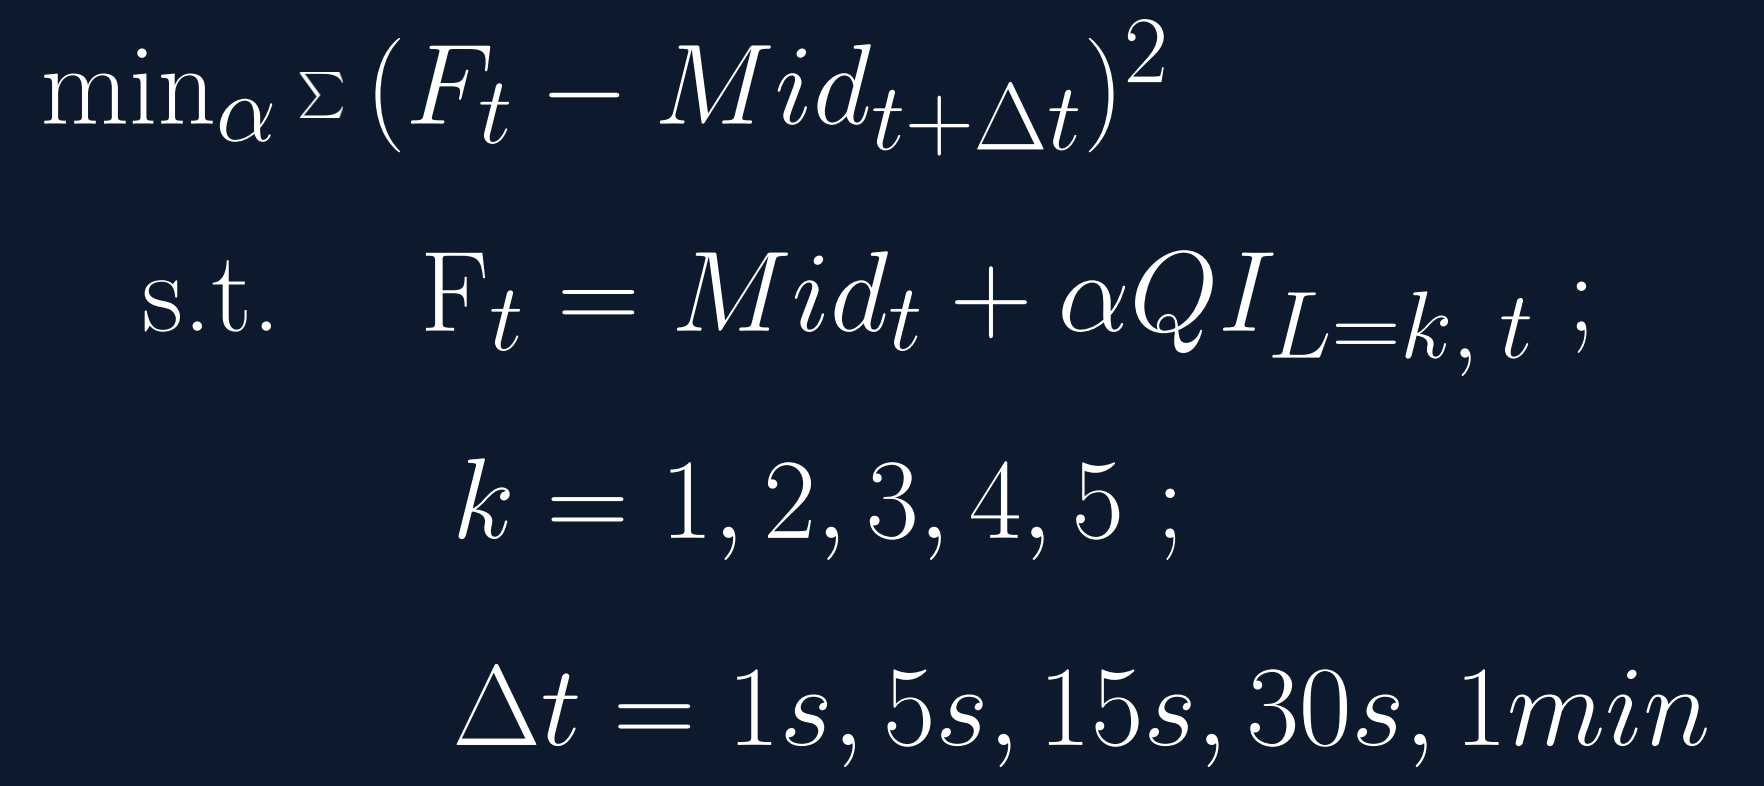 min_α Σ (F_t − Mid_{t+Δt})²
s.t. F_t = Mid_t + αQI_{L=k, t} ;
k = 1, 2, 3, 4, 5 ;
Δt = 1s, 5s, 15s, 30s, 1min